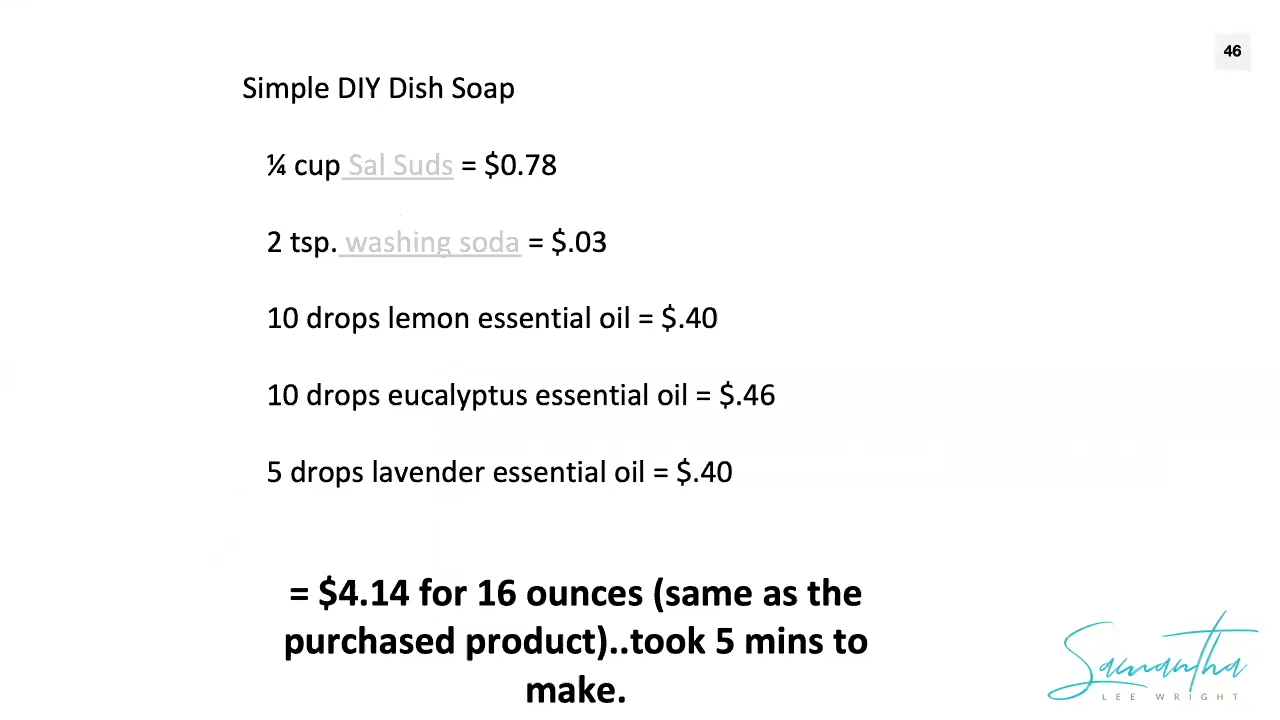 46
Simple DIY Dish Soap
¼ cup Sal Suds = $0.78
2 tsp. washing soda = $.03
10 drops lemon essential oil = $.40
10 drops eucalyptus essential oil = $.46
5 drops lavender essential oil = $.40
= $4.14 for 16 ounces (same as the
purchased product)..took 5 mins to
make.
Samantha
LEE WRIGHT